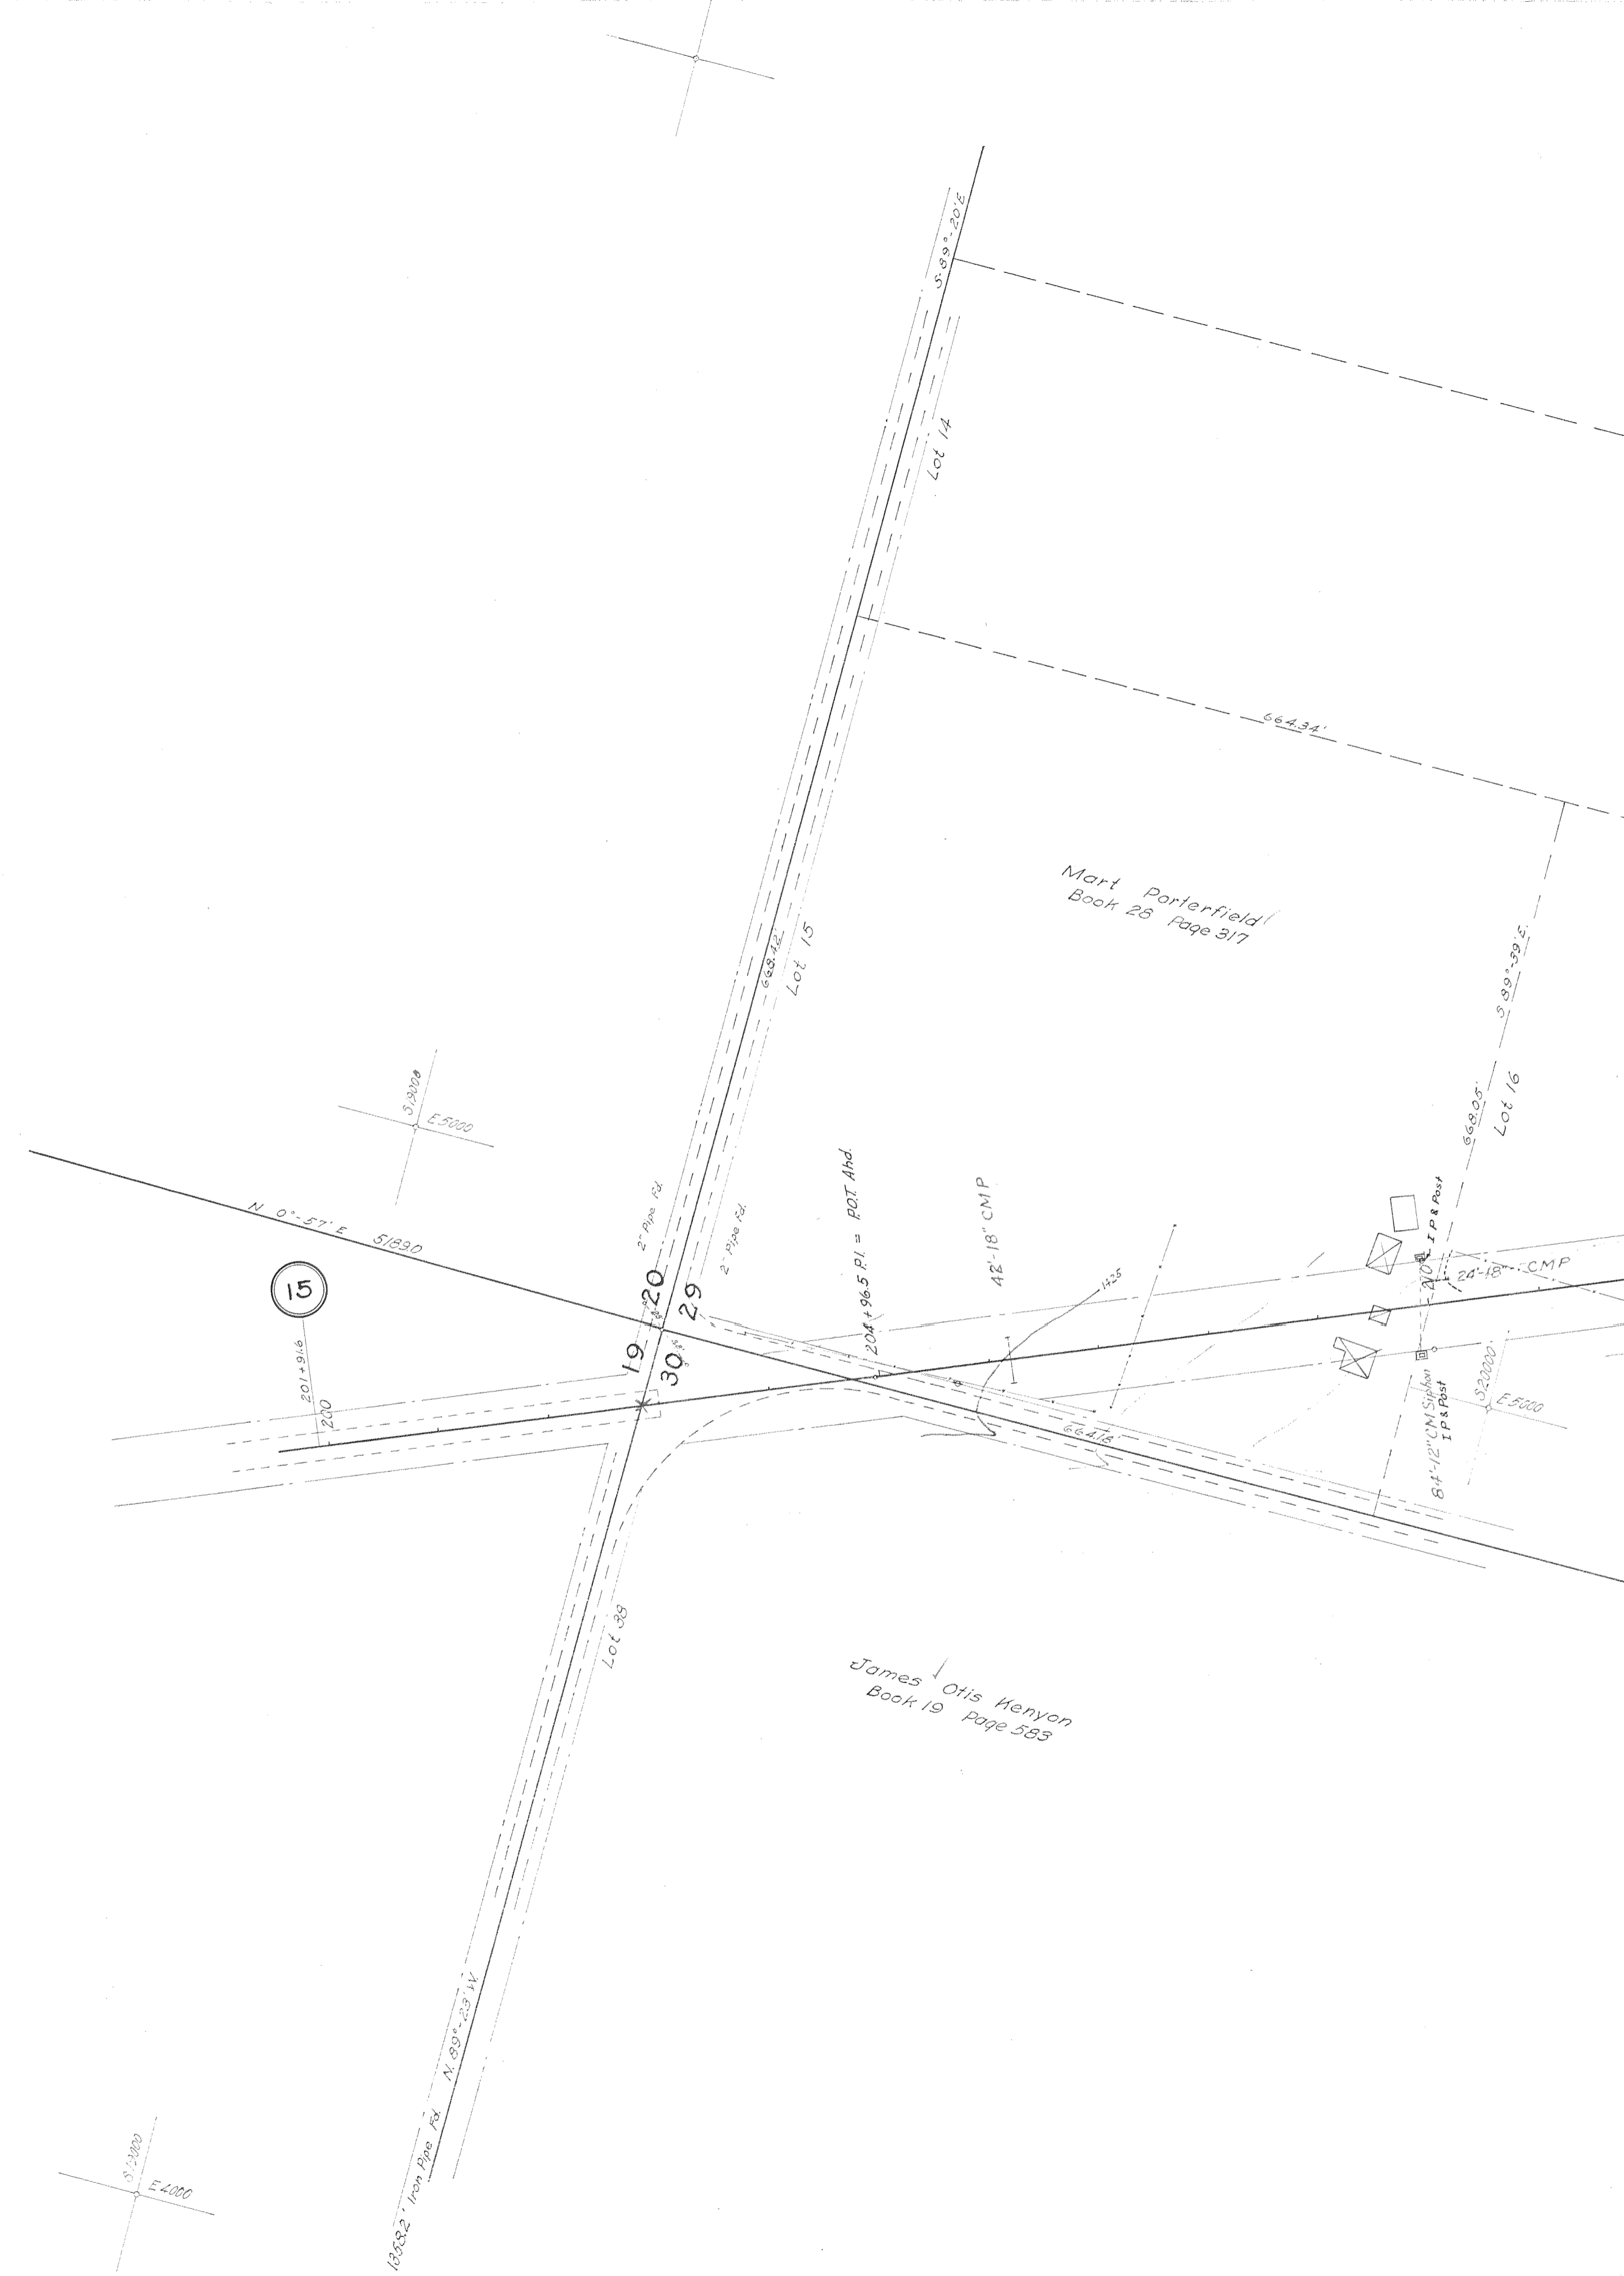 S. 89°-20' E
Lot 14
664.34'
Mart Porterfield
Book 28 Page 317
668.42'
Lot 15
S 89°-39' E.
668.05'
Lot 16
S19000
E 5000
N 0°-57' E
5189.0
2" Pipe Fd.
2" Pipe Fd.
15
201+91.6
200
19
20
29
30
204+96.5 P.I. = P.O.T. Ahd.
42'-18" CMP
1425
I P & Post
24'-18" CMP
84'-12" CM Siphon
I P & Post
S20000
E 5000
664.18'
Lot 38
James Otis Kenyon
Book 19 Page 583
N. 89°-23' W.
1358.2' Iron Pipe Fd.
E 4000